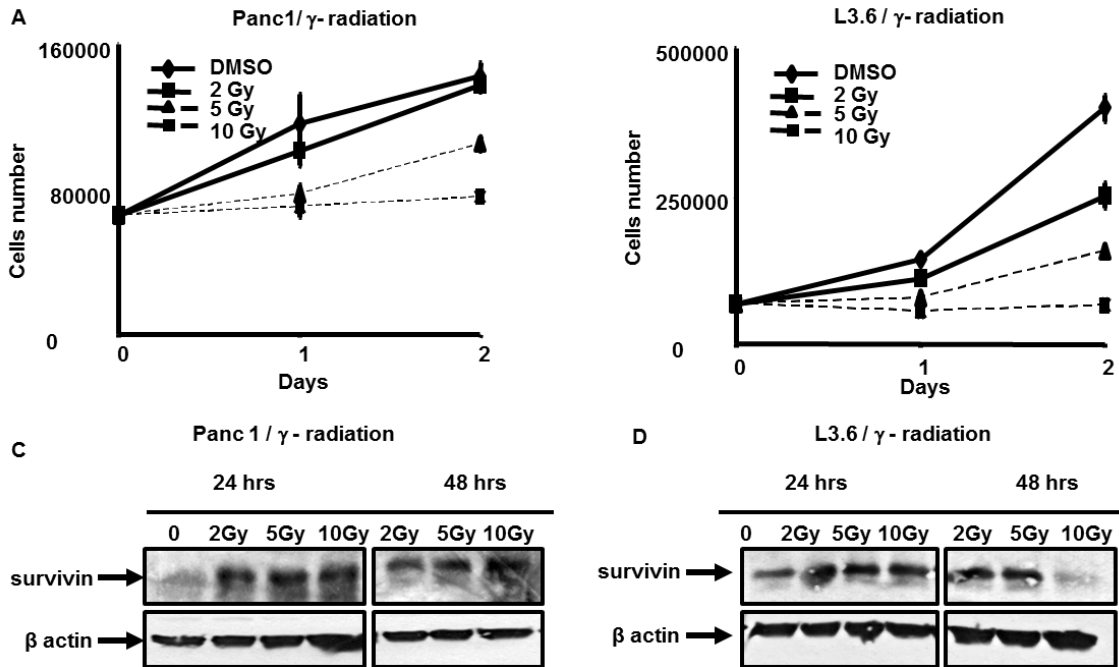 A
Panc1/ γ- radiation
160000
80000
0
Cells number
DMSO
2 Gy
5 Gy
10 Gy
0 1 2
Days
L3.6/ γ- radiation
500000
250000
0
Cells number
DMSO
2 Gy
5 Gy
10 Gy
0 1 2
Days
C
Panc 1 / γ - radiation
24 hrs 48 hrs
0 2Gy 5Gy 10Gy 2Gy 5Gy 10Gy
survivin
β actin
D
L3.6 / γ - radiation
24 hrs 48 hrs
0 2Gy 5Gy 10Gy 2Gy 5Gy 10Gy
survivin
β actin